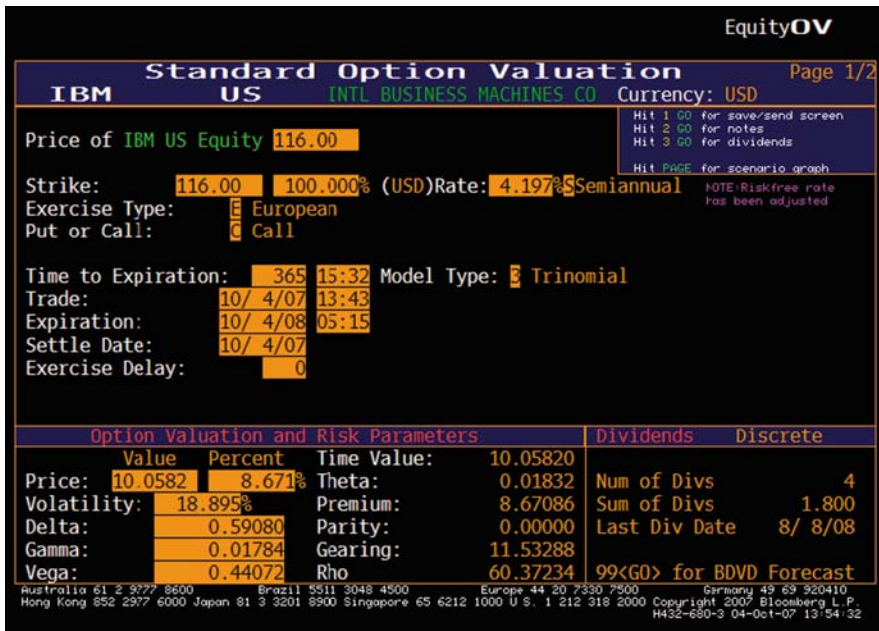 EquityOV
Standard Option Valuation Page 1/2
IBM US INTL BUSINESS MACHINES CO Currency: USD
Hit 1 GO for save/send screen
Hit 2 GO for notes
Hit 3 GO for dividends
Hit PAGE for scenario graph
Price of IBM US Equity 116.00
Strike: 116.00 100.000% (USD)Rate: 4.197%SSemiannual
NOTE:Riskfree rate
has been adjusted
Exercise Type: E European
Put or Call: C Call
Time to Expiration: 365 15:32 Model Type: 3 Trinomial
Trade: 10/ 4/07 13:43
Expiration: 10/ 4/08 05:15
Settle Date: 10/ 4/07
Exercise Delay: 0
Option Valuation and Risk Parameters Dividends Discrete
Value Percent Time Value: 10.05820
Price: 10.0582 8.671% Theta: 0.01832 Num of Divs 4
Volatility: 18.895% Premium: 8.67086 Sum of Divs 1.800
Delta: 0.59080 Parity: 0.00000 Last Div Date 8/ 8/08
Gamma: 0.01784 Gearing: 11.53288
Vega: 0.44072 Rho 60.37234 99<GO> for BDVD Forecast
Australia 61 2 9777 8600 Brazil 5511 3048 4500 Europe 44 20 7330 7500 Germany 49 69 920410
Hong Kong 852 2977 6000 Japan 81 3 3201 8900 Singapore 65 6212 1000 U S. 1 212 318 2000 Copyright 2007 Bloomberg L.P.
H432-680-3 04-Oct-07 13:54:32